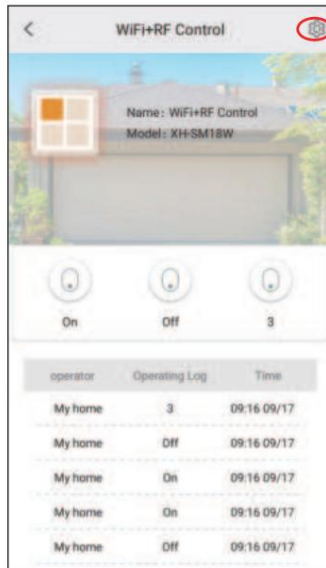 WiFi+RF Control
Name: WiFi+RF Control
Model: XH-SM18W
On Off 3
operator Operating Log Time
My home 3 09:16 09/17
My home Off 09:16 09/17
My home On 09:16 09/17
My home On 09:16 09/17
My home Off 09:16 09/17